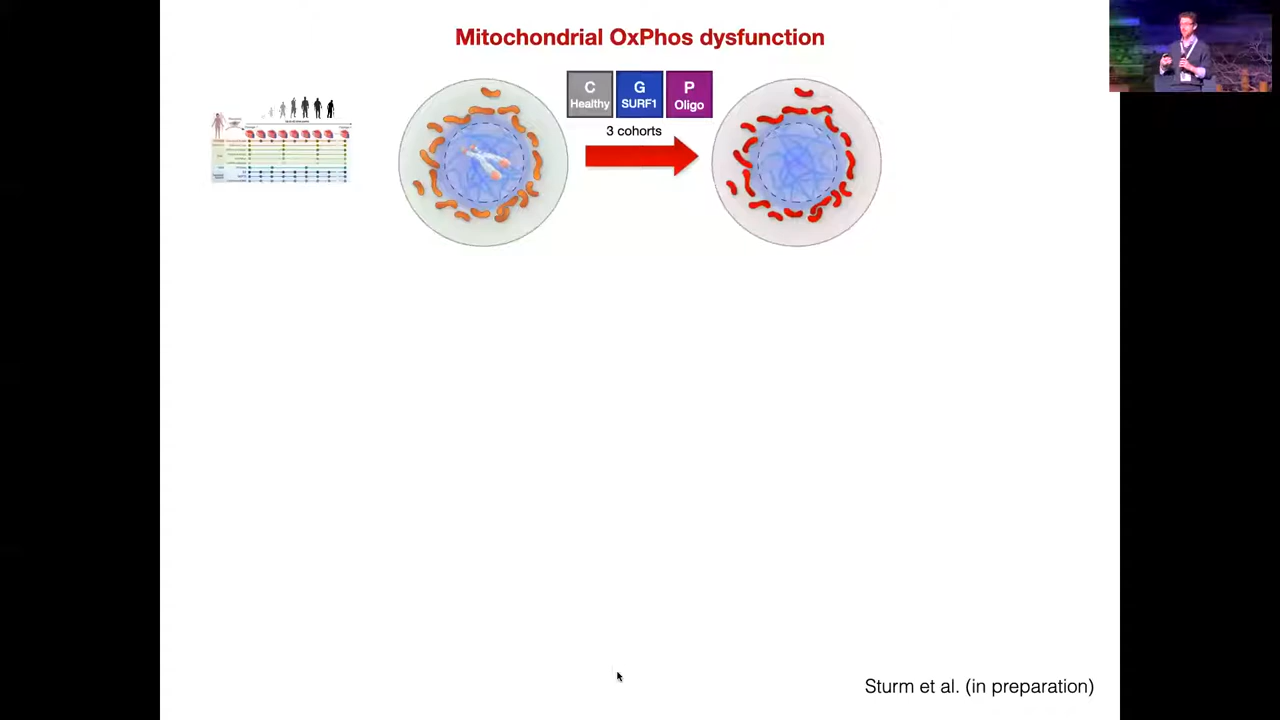 Mitochondrial OxPhos dysfunction
C
Healthy
G
SURF1
P
Oligo
3 cohorts
Sturm et al. (in preparation)